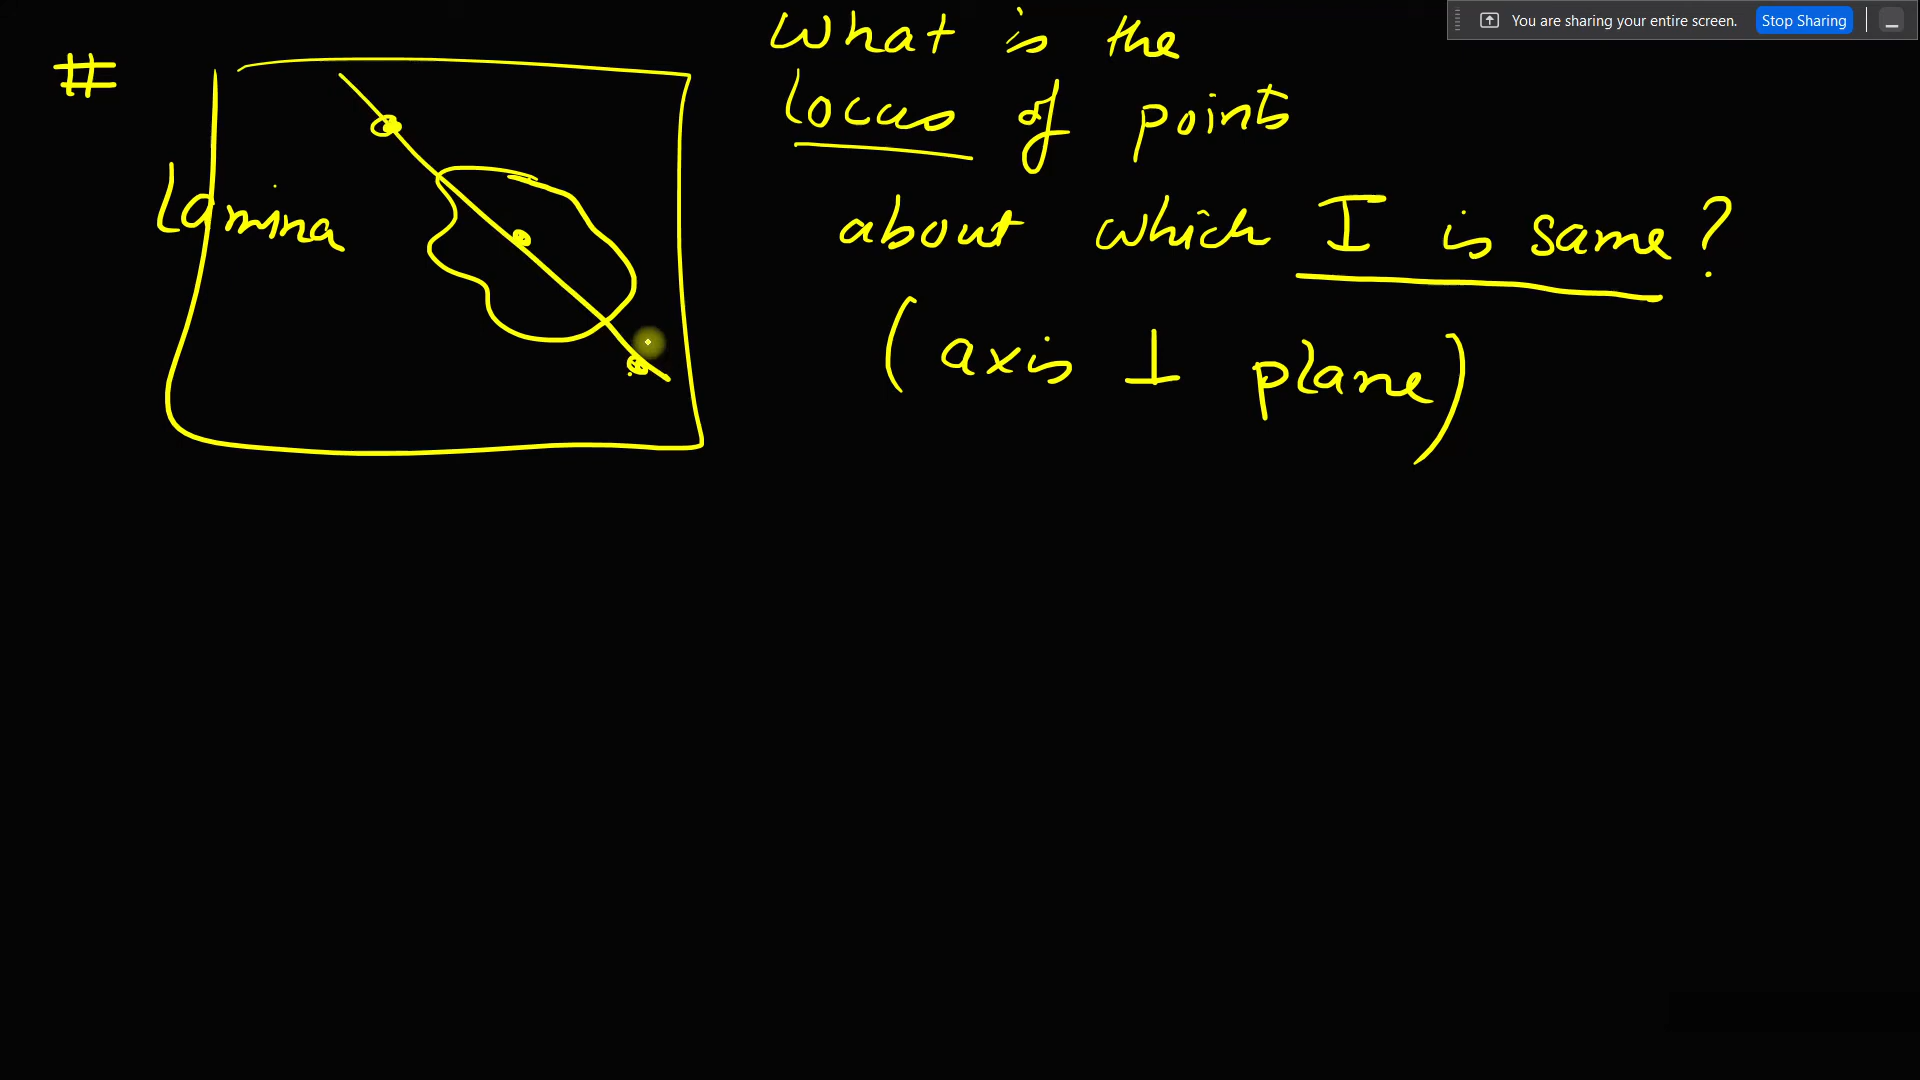 You are sharing your entire screen. Stop Sharing
#
What is the
locus of points
Lamina
about which I is same?
(axis ⊥ plane)